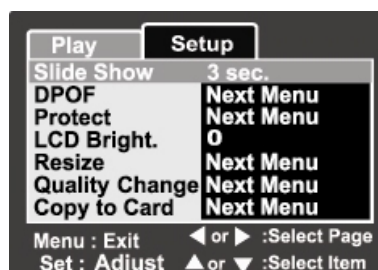 Play Setup
Slide Show 3 sec.
DPOF Next Menu
Protect Next Menu
LCD Bright. 0
Resize Next Menu
Quality Change Next Menu
Copy to Card Next Menu
Menu : Exit ◀ or ▶ :Select Page
Set : Adjust ▲ or ▼ :Select Item